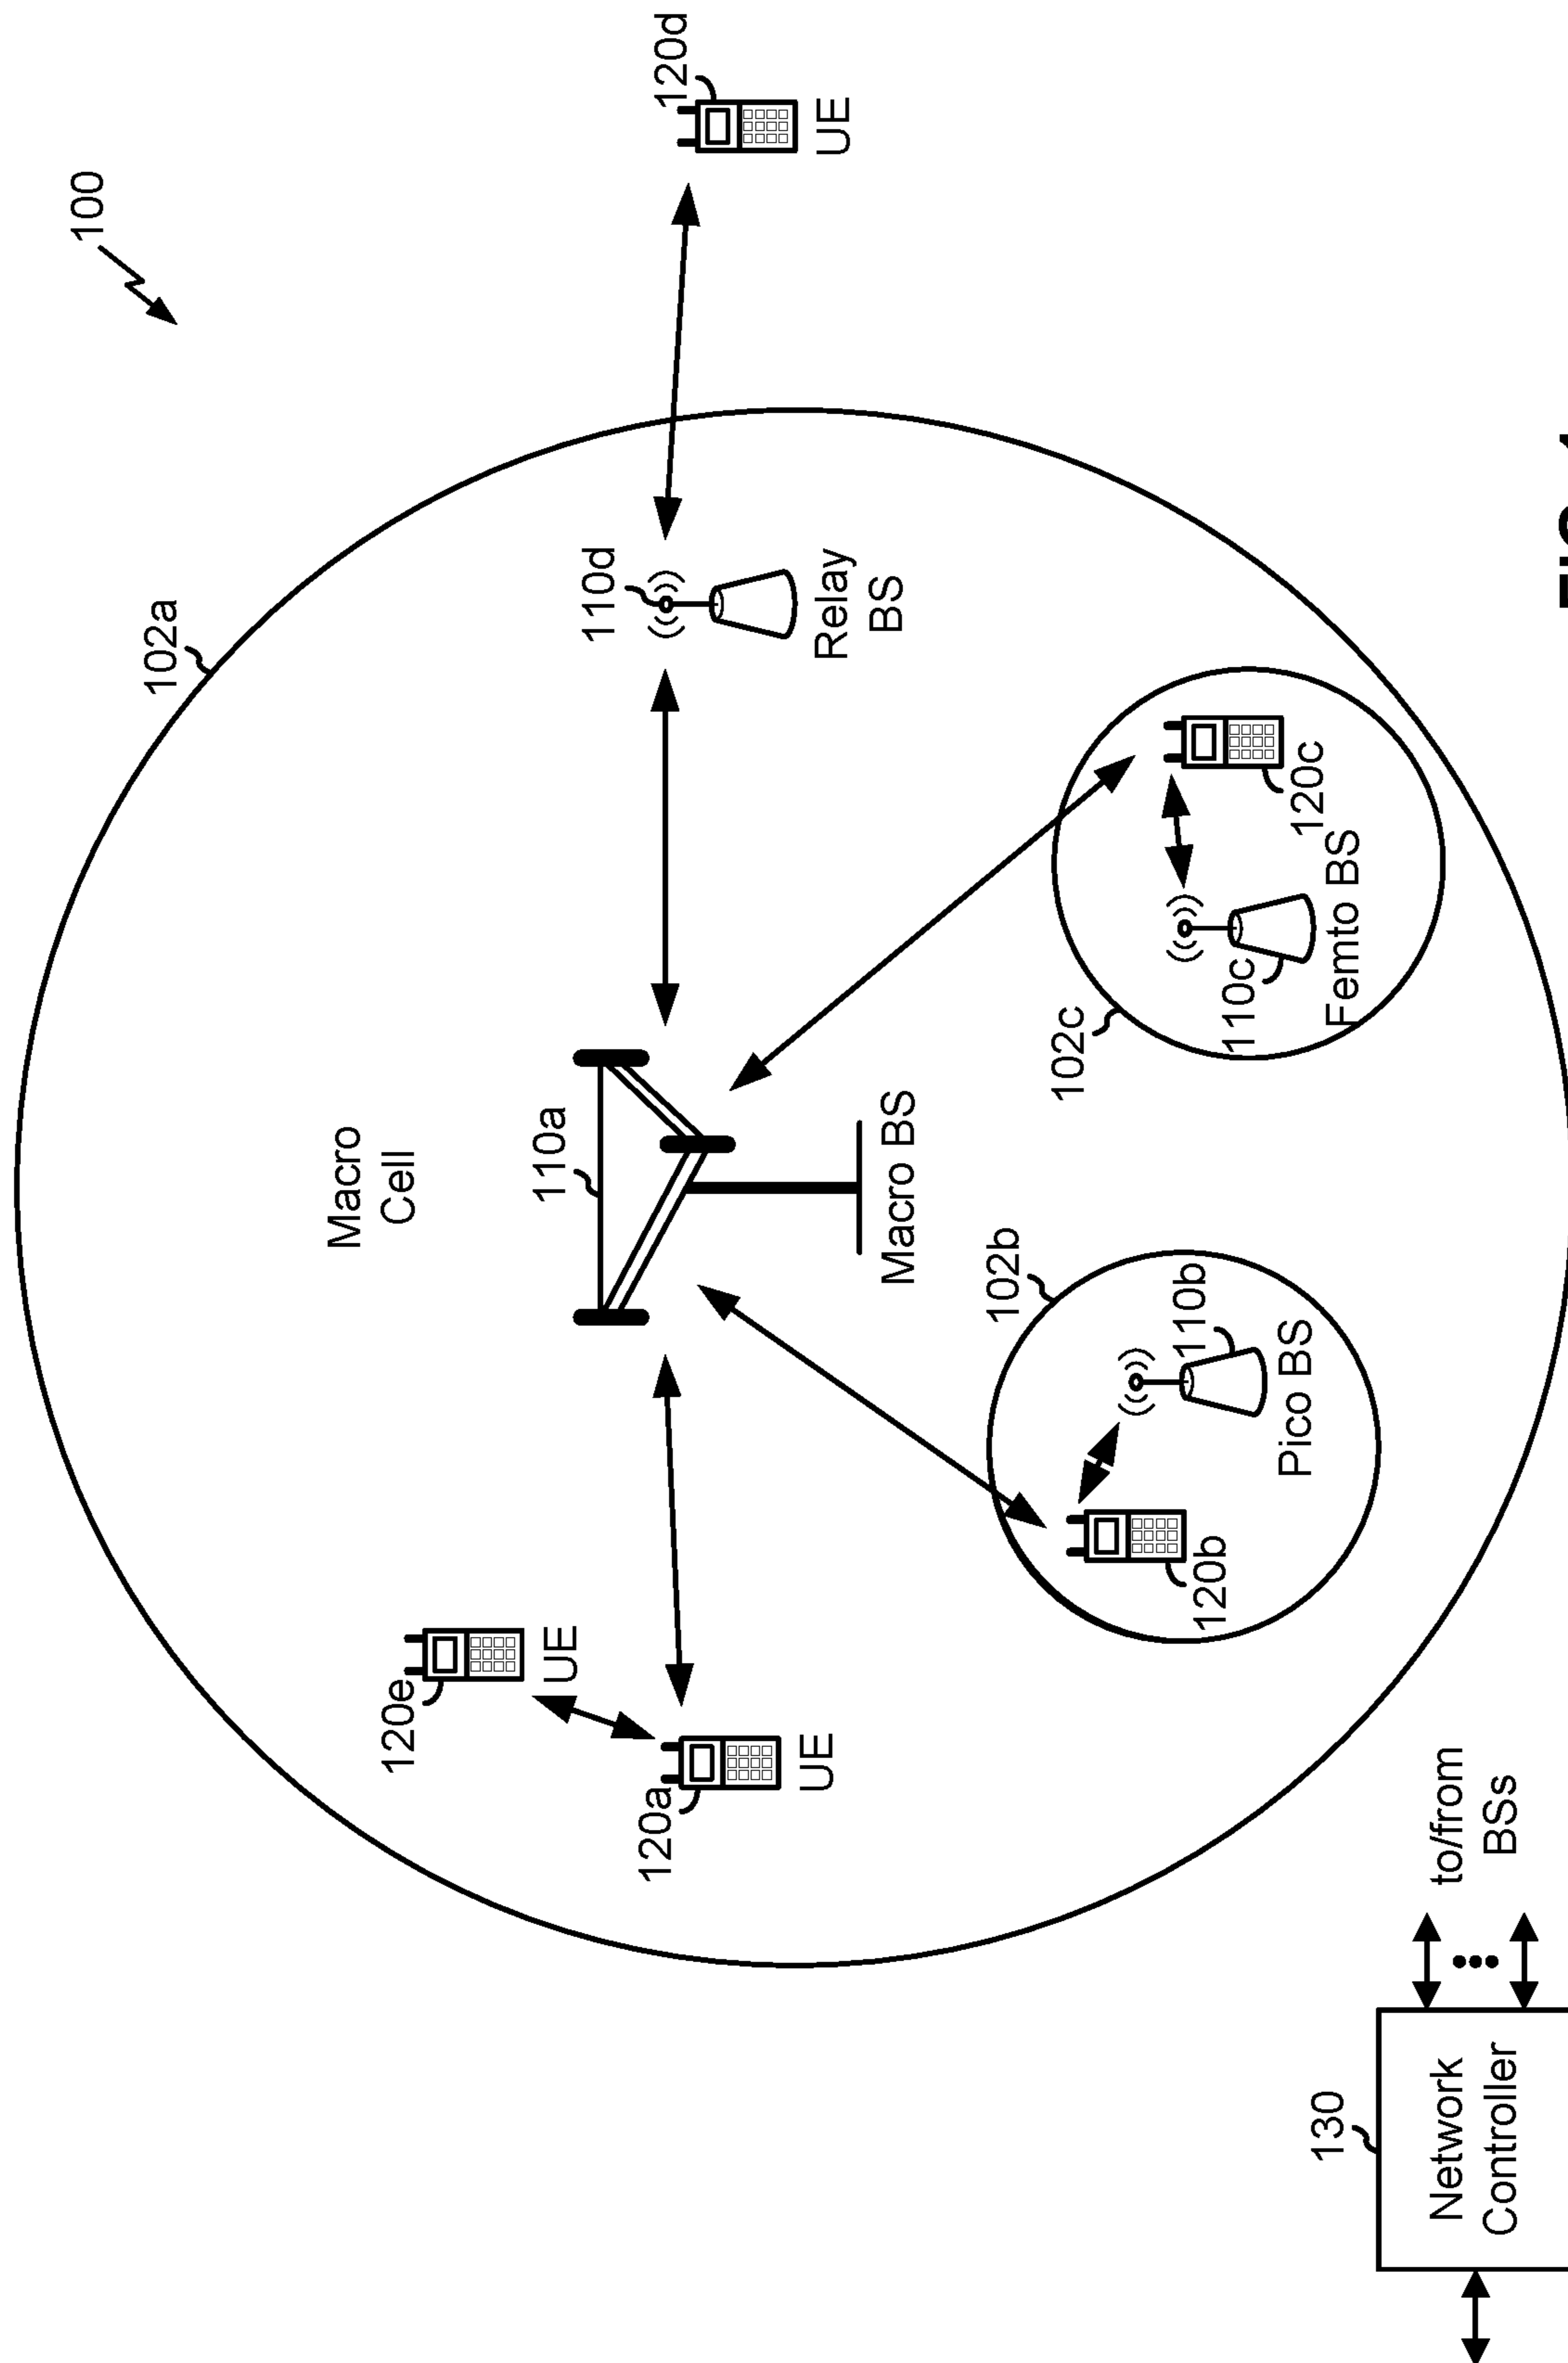 100
102a
Macro
Cell
120e
UE
120a
UE
110a
Macro BS
110d
Relay
BS
120d
UE
102b
120b
110b
Pico BS
102c
110c
120c
Femto BS
130
Network
Controller
to/from
BSs